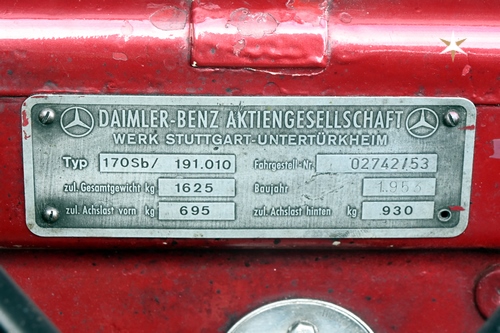 DAIMLER-BENZ AKTIENGESELLSCHAFT
WERK STUTTGART-UNTERTÜRKHEIM
Typ 170Sb/ 191.010 Fahrgestell-Nr. 02742/53
zul. Gesamtgewicht kg 1625 Baujahr
zul. Achslast vorn kg 695 zul. Achslast hinten kg 930